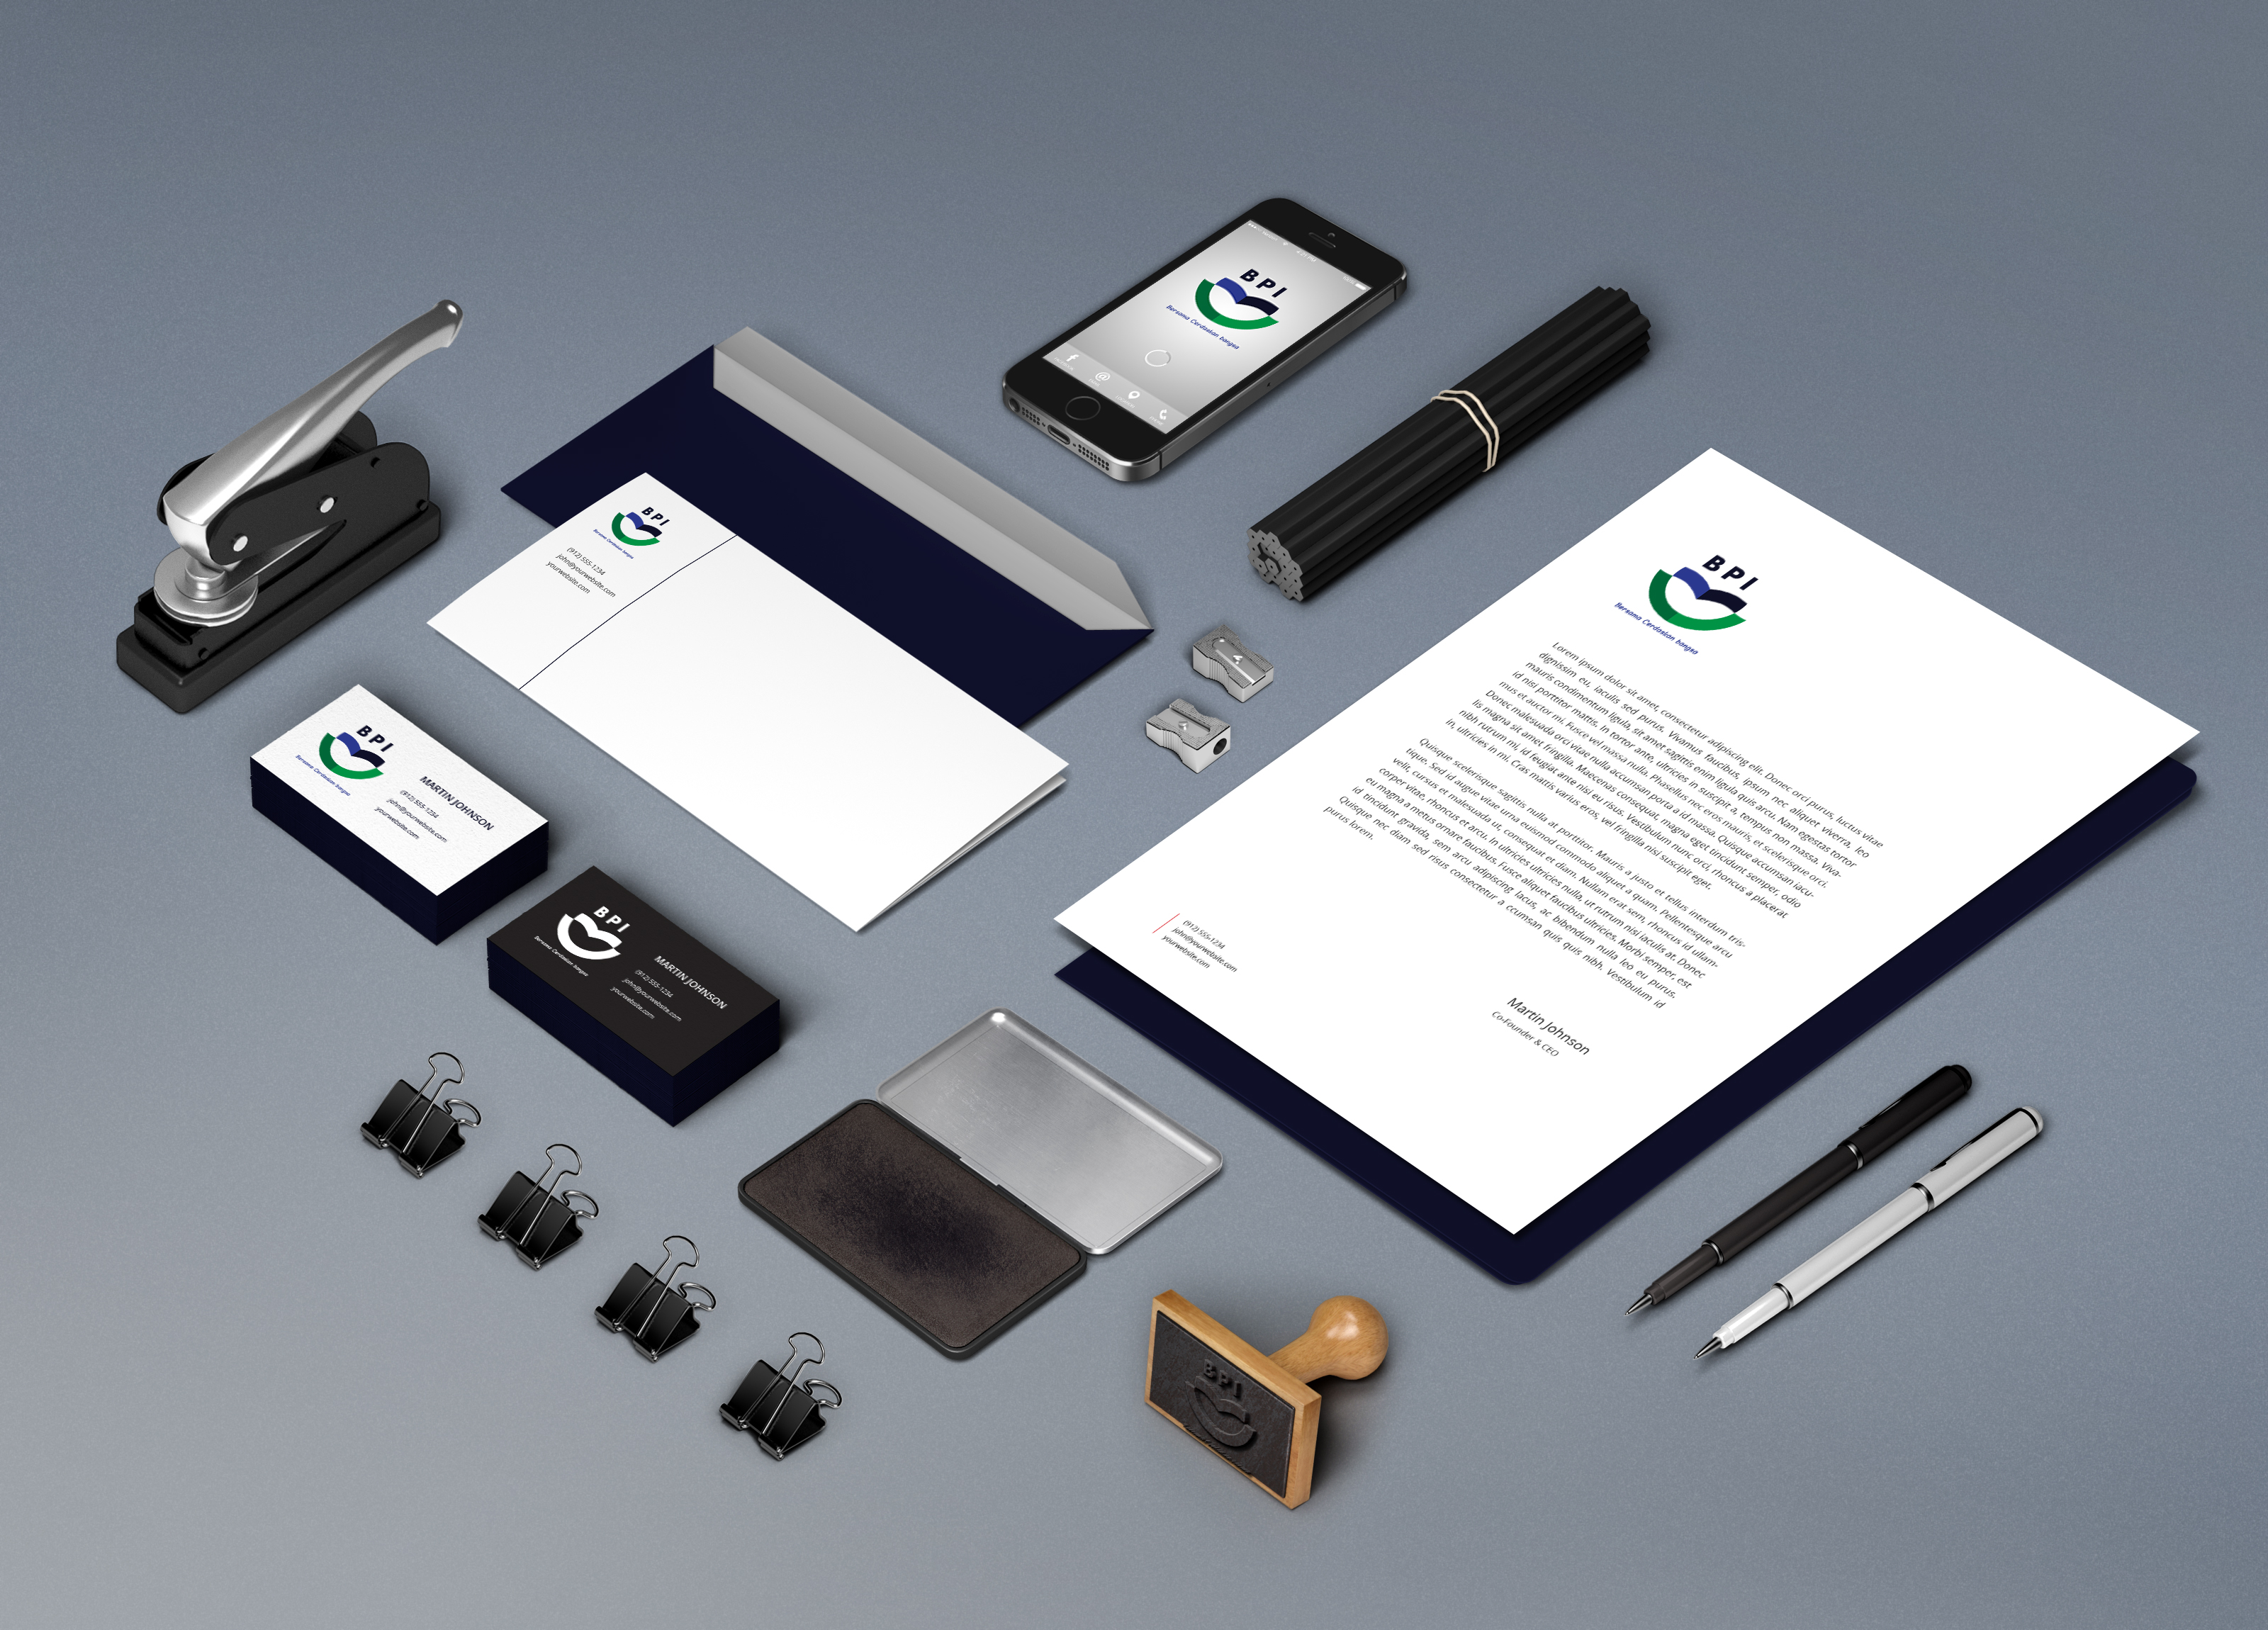 BPI
Bersama Cerdaskan bangsa
BPI
Bersama Cerdaskan bangsa
(912) 555-1234
john@yourwebsite.com
yourwebsite.com
BPI
Bersama Cerdaskan bangsa
Lorem ipsum dolor sit amet, consectetur adipiscing elit. Donec orci purus, luctus vitae
dignissim eu, iaculis sed purus. Vivamus faucibus, ipsum nec aliquet viverra, leo
mauris condimentum ligula, sit amet sagittis enim ligula quis arcu. Nam egestas tortor
id nisi porttitor mattis. In tortor ante, ultricies in suscipit a, tempus non massa. Viva-
mus et auctor mi. Fusce vel massa nulla. Phasellus nec eros mauris, et scelerisque orci.
Donec malesuada orci vitae nulla accumsan porta a id massa. Quisque accumsan iacu-
lis magna sit amet fringilla. Maecenas consequat, magna eget tincidunt semper, odio
nibh rutrum mi, id feugiat ante nisi eu risus. Vestibulum nunc orci, rhoncus a placerat
in, ultricies in mi. Cras mattis varius eros, vel fringilla nisi suscipit eget.
Quisque scelerisque sagittis nulla at porttitor. Mauris a justo et tellus interdum tris-
tique. Sed id augue vitae urna euismod commodo aliquet a quam. Pellentesque arcu
velit, cursus et malesuada ut, consequat et diam. Nullam erat sem, rhoncus id ullam-
corper vitae, rhoncus et arcu. In ultricies ultricies nulla, ut rutrum nisi iaculis at. Donec
eu magna a metus ornare faucibus. Fusce aliquet faucibus ultricies. Morbi semper, est
id tincidunt gravida, sem arcu adipiscing lacus, ac bibendum nulla leo eu purus.
Quisque nec diam sed risus consectetur a ccumsan quis quis nibh. Vestibulum id
purus lorem.
Martin Johnson
Co-Founder & CEO
(912) 555-1234
john@yourwebsite.com
yourwebsite.com
BPI
Bersama Cerdaskan bangsa
MARTIN JOHNSON
(912) 555-1234
john@yourwebsite.com
yourwebsite.com
BPI
Bersama Cerdaskan bangsa
MARTIN JOHNSON
(912) 555-1234
john@yourwebsite.com
yourwebsite.com
BPI